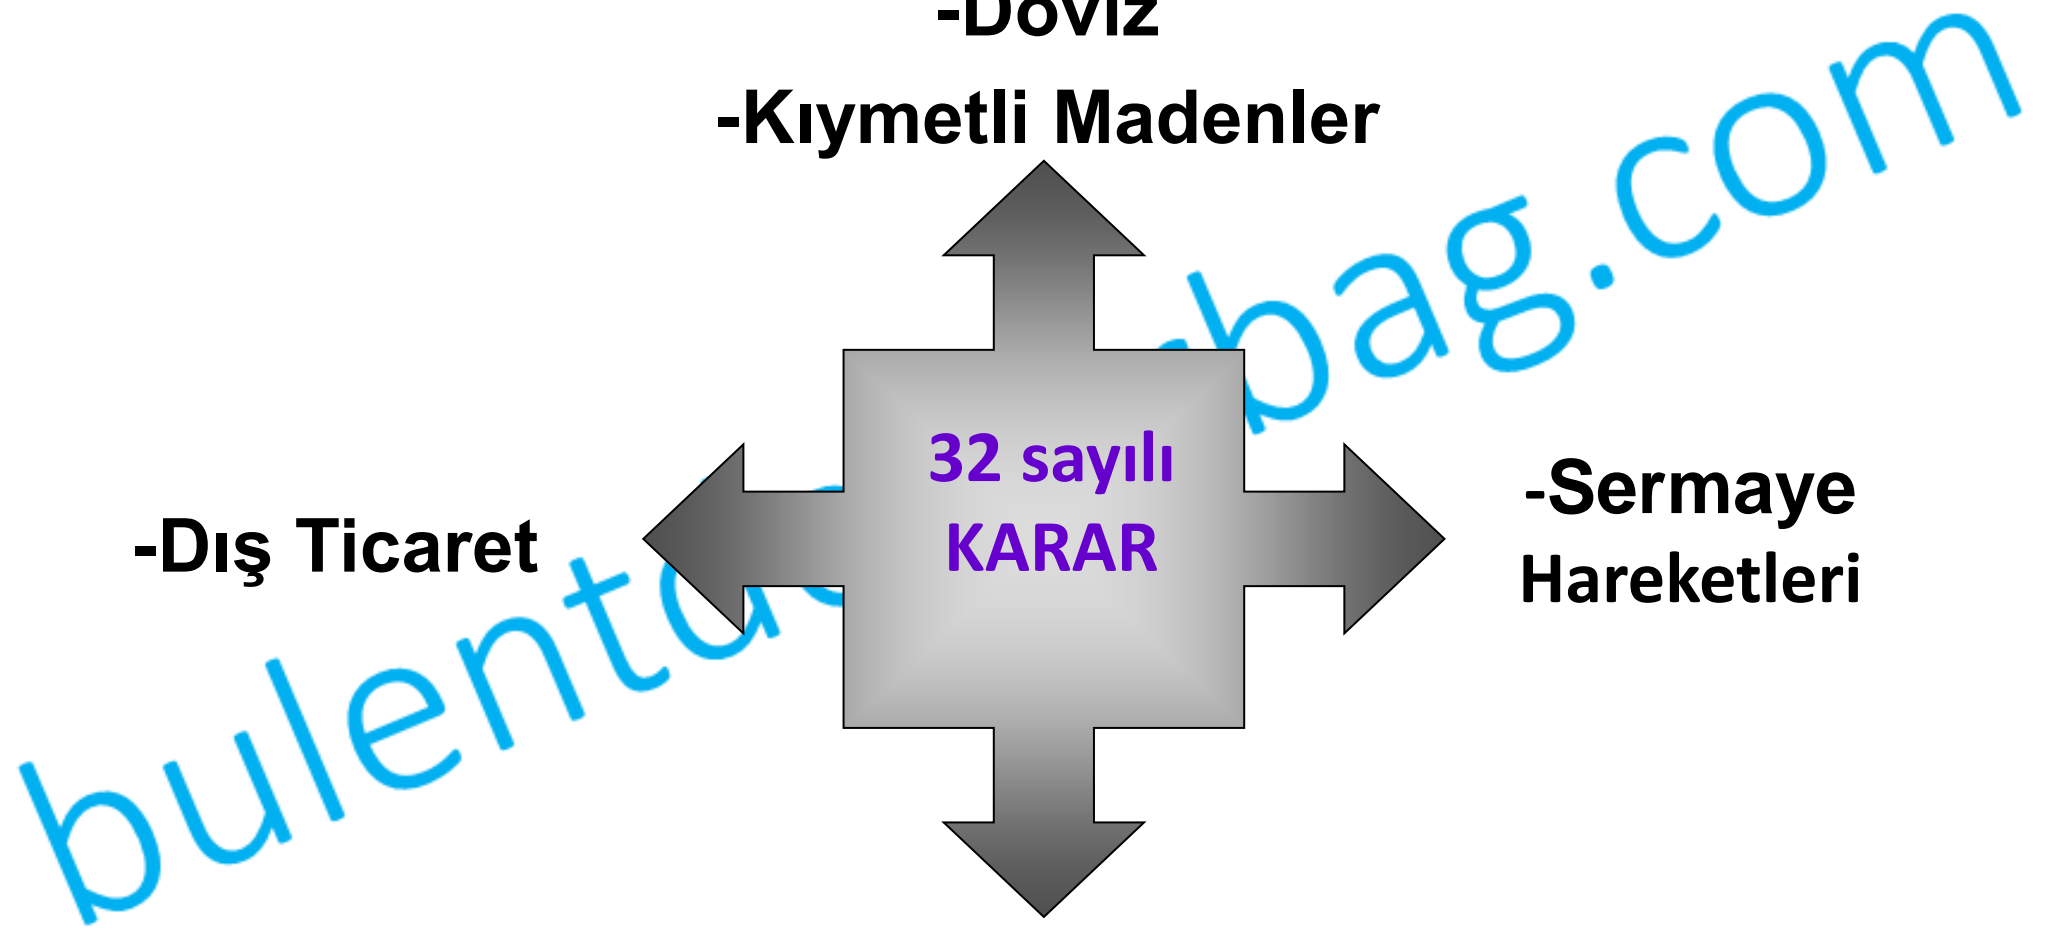 -Döviz
-Kıymetli Madenler
32 sayılı
KARAR
-Dış Ticaret
-Sermaye
Hareketleri